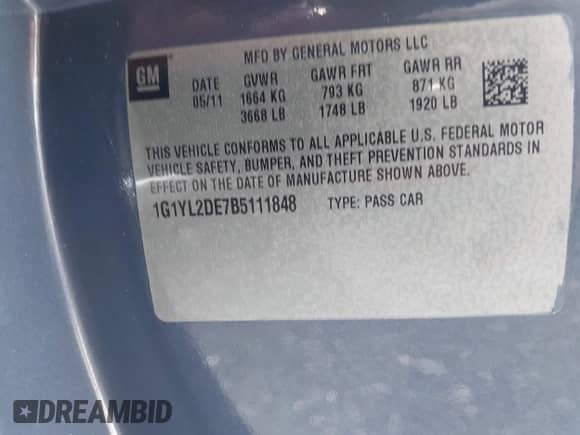 GM
MFD BY GENERAL MOTORS LLC
DATE GVWR GAWR FRT GAWR RR
05/11 1664 KG 793 KG 871 KG
3668 LB 1748 LB 1920 LB
THIS VEHICLE CONFORMS TO ALL APPLICABLE U.S. FEDERAL MOTOR
VEHICLE SAFETY, BUMPER, AND THEFT PREVENTION STANDARDS IN
EFFECT ON THE DATE OF MANUFACTURE SHOWN ABOVE.
1G1YL2DE7B5111848 TYPE: PASS CAR
DREAMBID